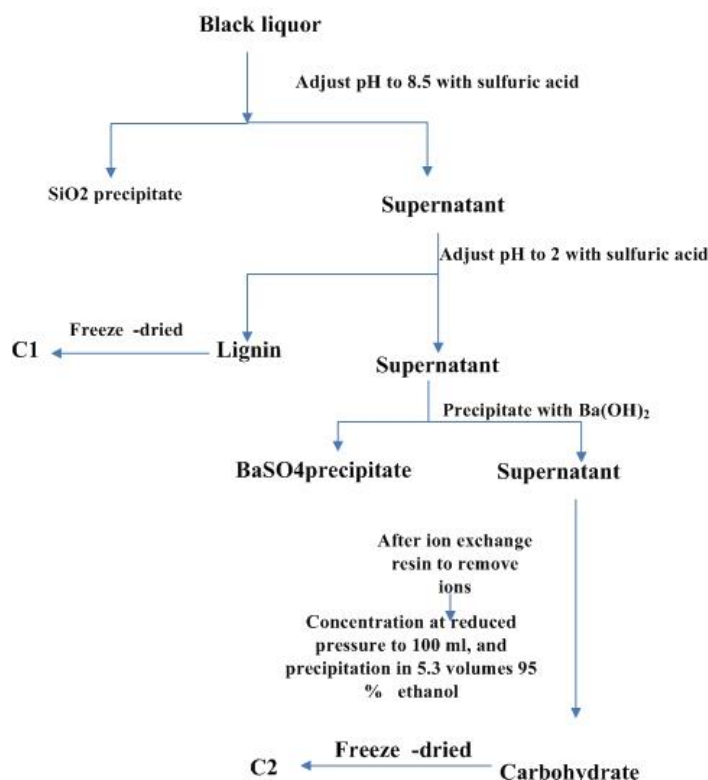 Black liquor
Adjust pH to 8.5 with sulfuric acid
SiO2 precipitate
Supernatant
Adjust pH to 2 with sulfuric acid
Freeze -dried
C1
Lignin
Supernatant
Precipitate with Ba(OH)₂
BaSO4precipitate
Supernatant
After ion exchange
resin to remove
ions
Concentration at reduced
pressure to 100 ml, and
precipitation in 5.3 volumes 95
% ethanol
Freeze -dried
C2
Carbohydrate